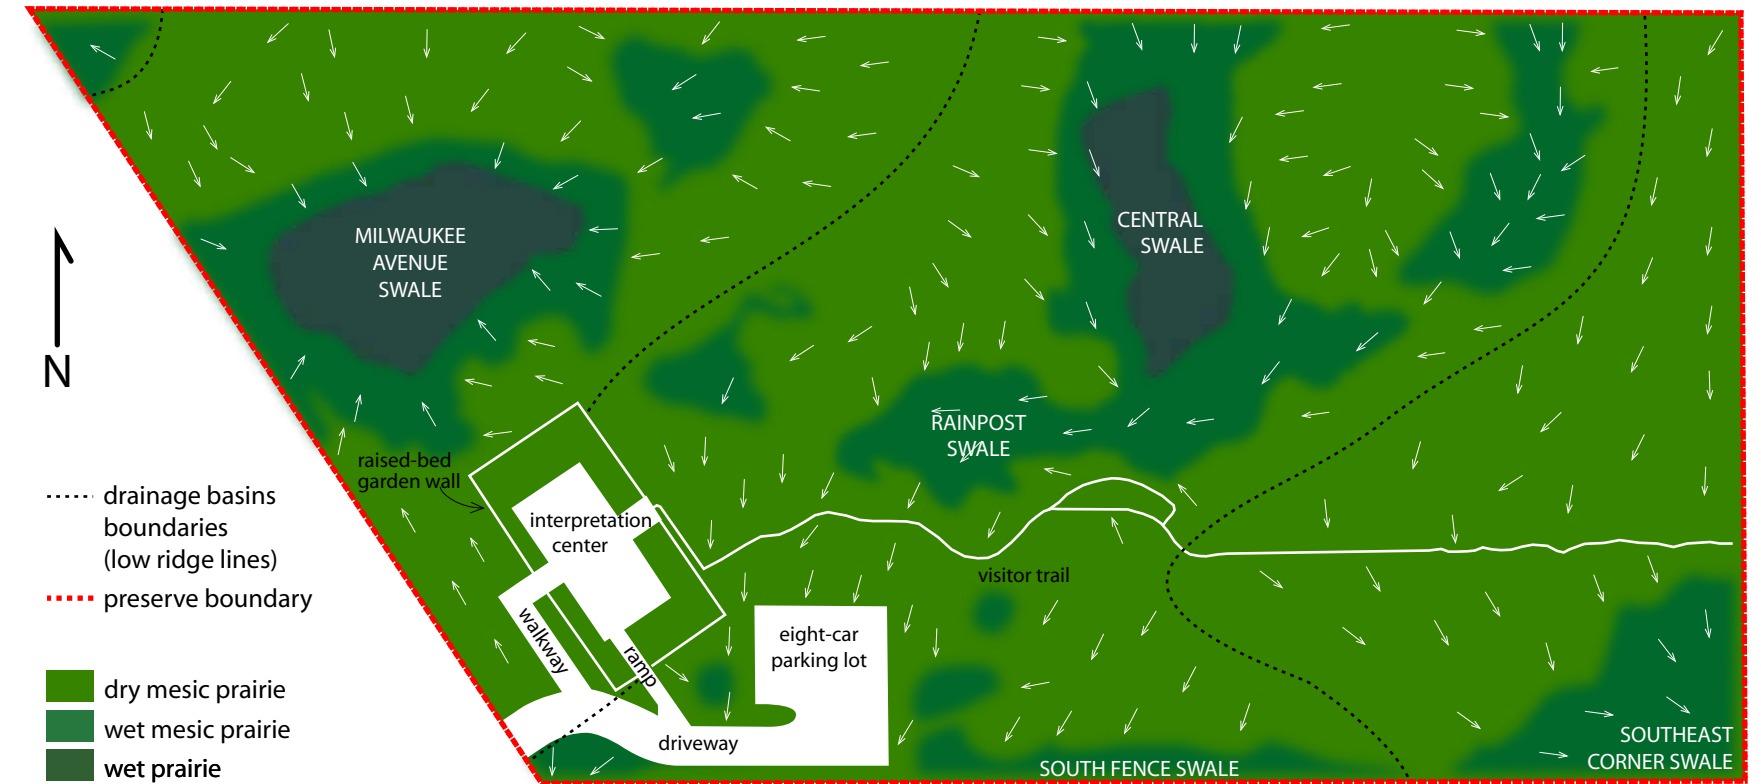 MILWAUKEE
AVENUE
SWALE
CENTRAL
SWALE
RAINPOST
SWALE
N
raised-bed
garden wall
interpretation
center
visitor trail
walkway
ramp
eight-car
parking lot
driveway
SOUTH FENCE SWALE
SOUTHEAST
CORNER SWALE
drainage basins
boundaries
(low ridge lines)
preserve boundary
dry mesic prairie
wet mesic prairie
wet prairie